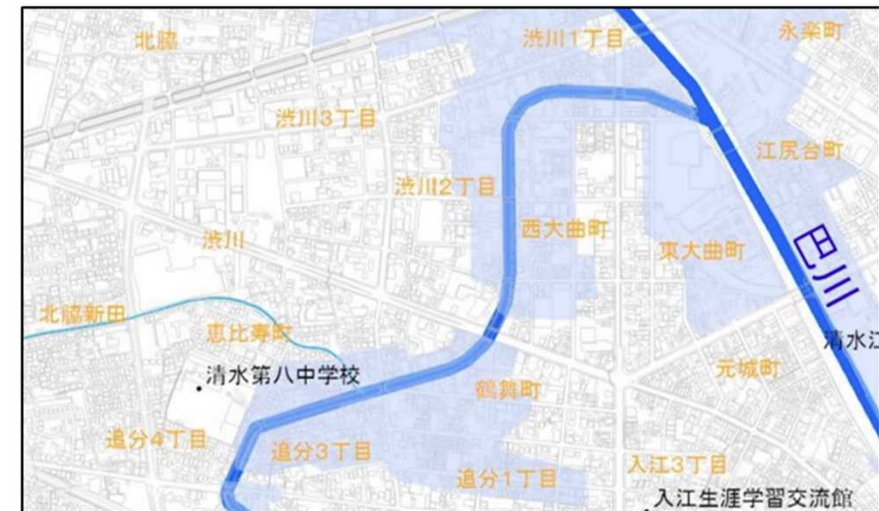 北脇
渋川1丁目
永楽町
渋川3丁目
江尻台町
渋川2丁目
西大曲町
渋川
東大曲町
巴川
北脇新田
恵比寿町
清水江
清水第八中学校
元城町
鶴舞町
追分4丁目
追分3丁目
追分1丁目
入江3丁目
入江生涯学習交流館